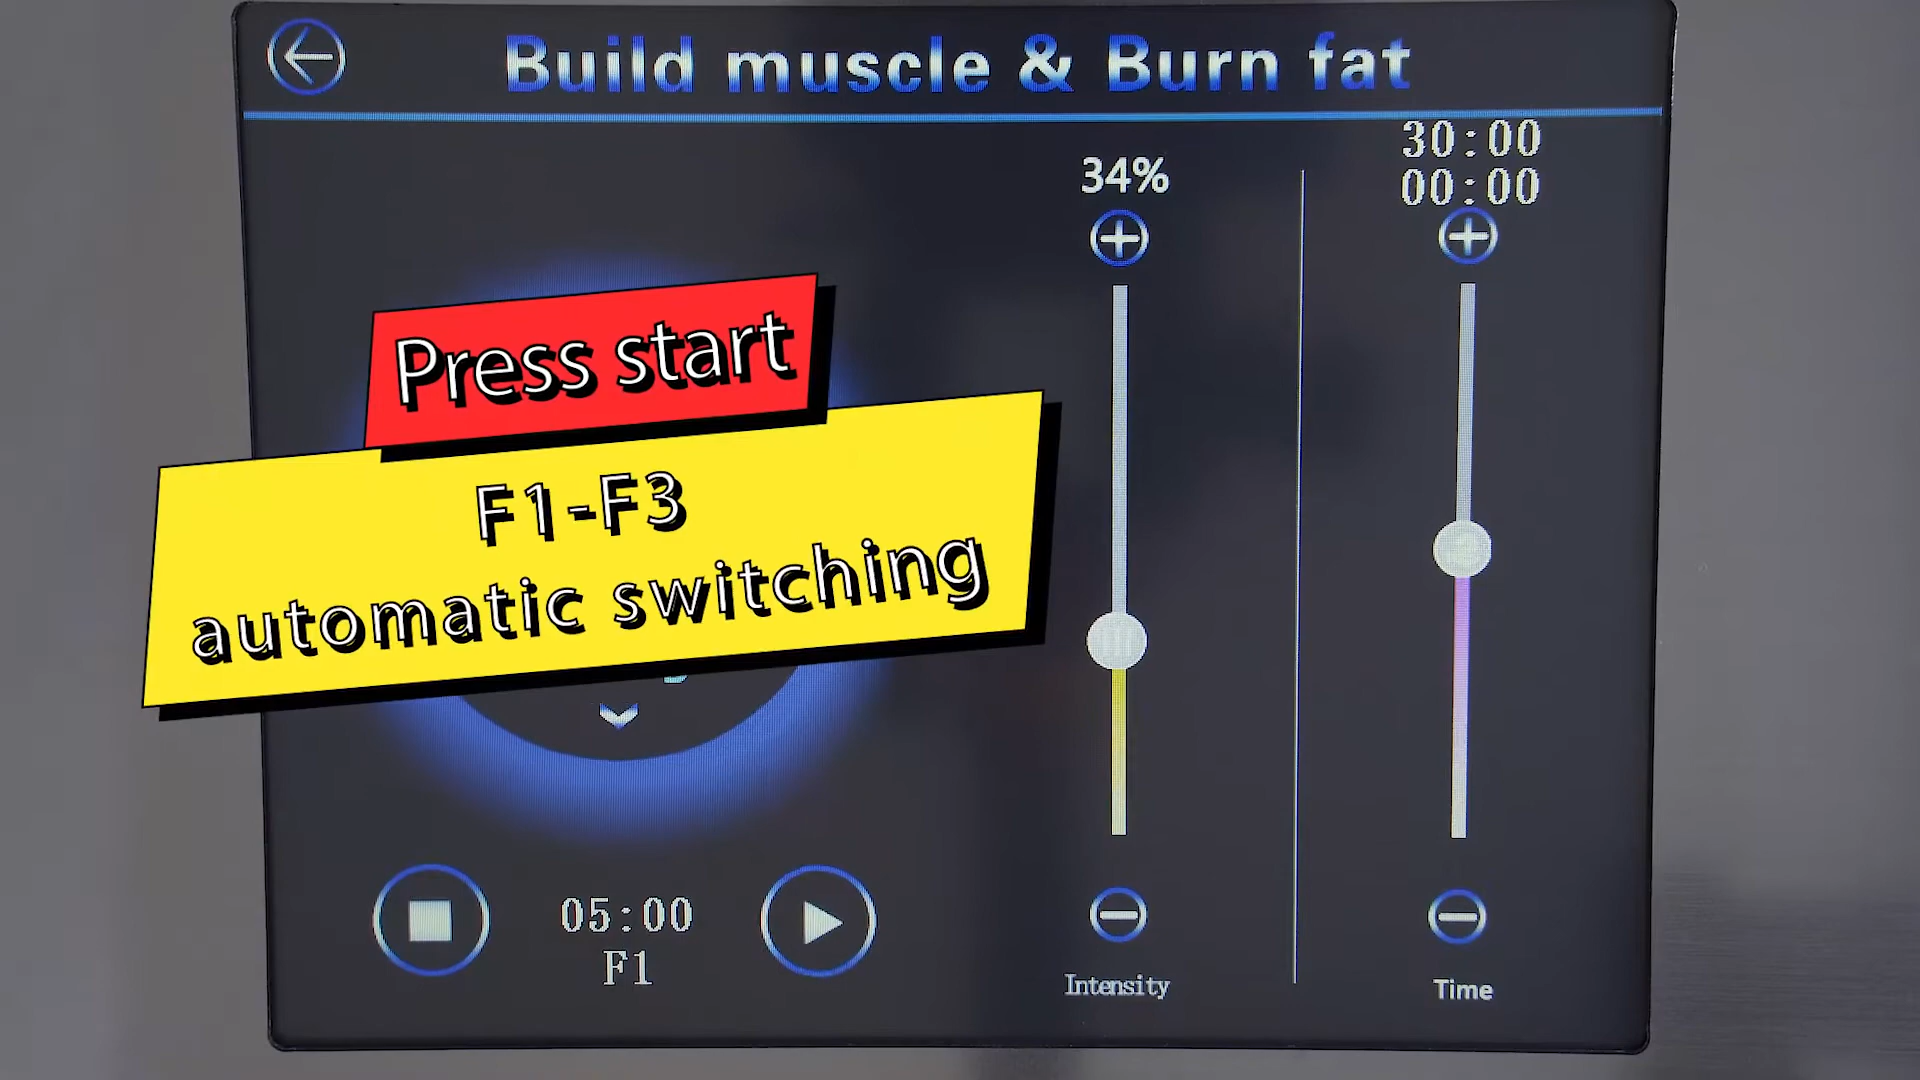 Build muscle & Burn fat
34%
30:00
00:00
Press start
F1-F3
automatic switching
05:00
F1
Intensity
Time